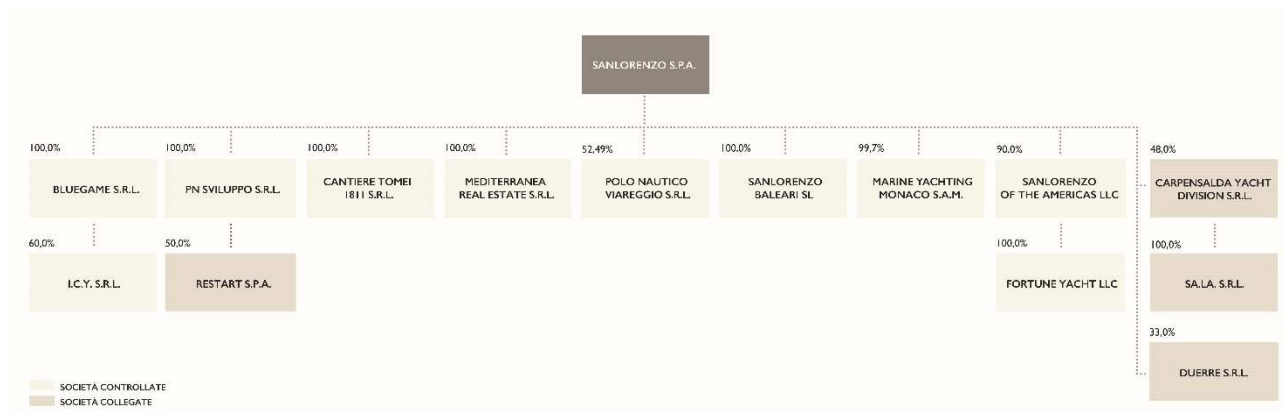 SANLORENZO S.P.A.
100,0%
100,0%
100,0%
100,0%
52,49%
100,0%
99,7%
90,0%
48,0%
BLUEGAME S.R.L.
PN SVILUPPO S.R.L.
CANTIERE TOMEI
1811 S.R.L.
MEDITERRANEA
REAL ESTATE S.R.L.
POLO NAUTICO
VIAREGGIO S.R.L.
SANLORENZO
BALEARI SL
MARINE YACHTING
MONACO S.A.M.
SANLORENZO
OF THE AMERICAS LLC
CARPENSALDA YACHT
DIVISION S.R.L.
60,0%
50,0%
100,0%
100,0%
I.C.Y. S.R.L.
RESTART S.P.A.
FORTUNE YACHT LLC
SA.LA. S.R.L.
33,0%
DUERRE S.R.L.
SOCIETÀ CONTROLLATE
SOCIETÀ COLLEGATE